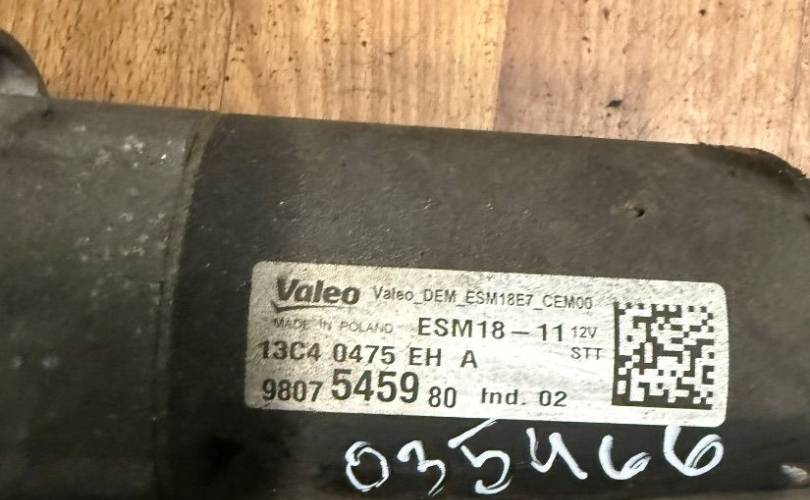 Valeo Valeo_DEM_ESM18E7_CEM00
MADE IN POLAND ESM18-11 12V
13C4 0475 EH A STT
9807 5459 80 Ind. 02
035466